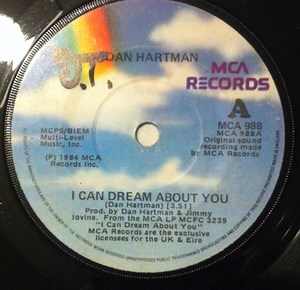 DAN HARTMAN
MCA
RECORDS
A
MCPS/BIEM
Multi-Level
Music, Inc.
MCA 988
MCA 988A
Original sound
recording made
by MCA Records
(P) 1984 MCA
Records Inc.
I CAN DREAM ABOUT YOU
(Dan Hartman) [3.51]
Prod. by Dan Hartman & Jimmy
Iovine. From the MCA LP MCFC 3239
"I Can Dream About You"
MCA Records are the exclusive
licensees for the UK & Eire